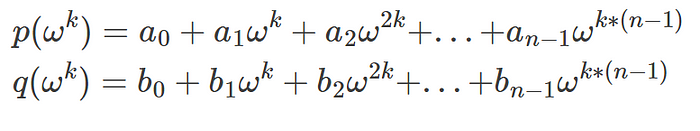 p(ω^k) = a_0 + a_1ω^k + a_2ω^{2k}+...+a_{n−1}ω^{k∗(n−1)}
q(ω^k) = b_0 + b_1ω^k + b_2ω^{2k}+...+b_{n−1}ω^{k∗(n−1)}